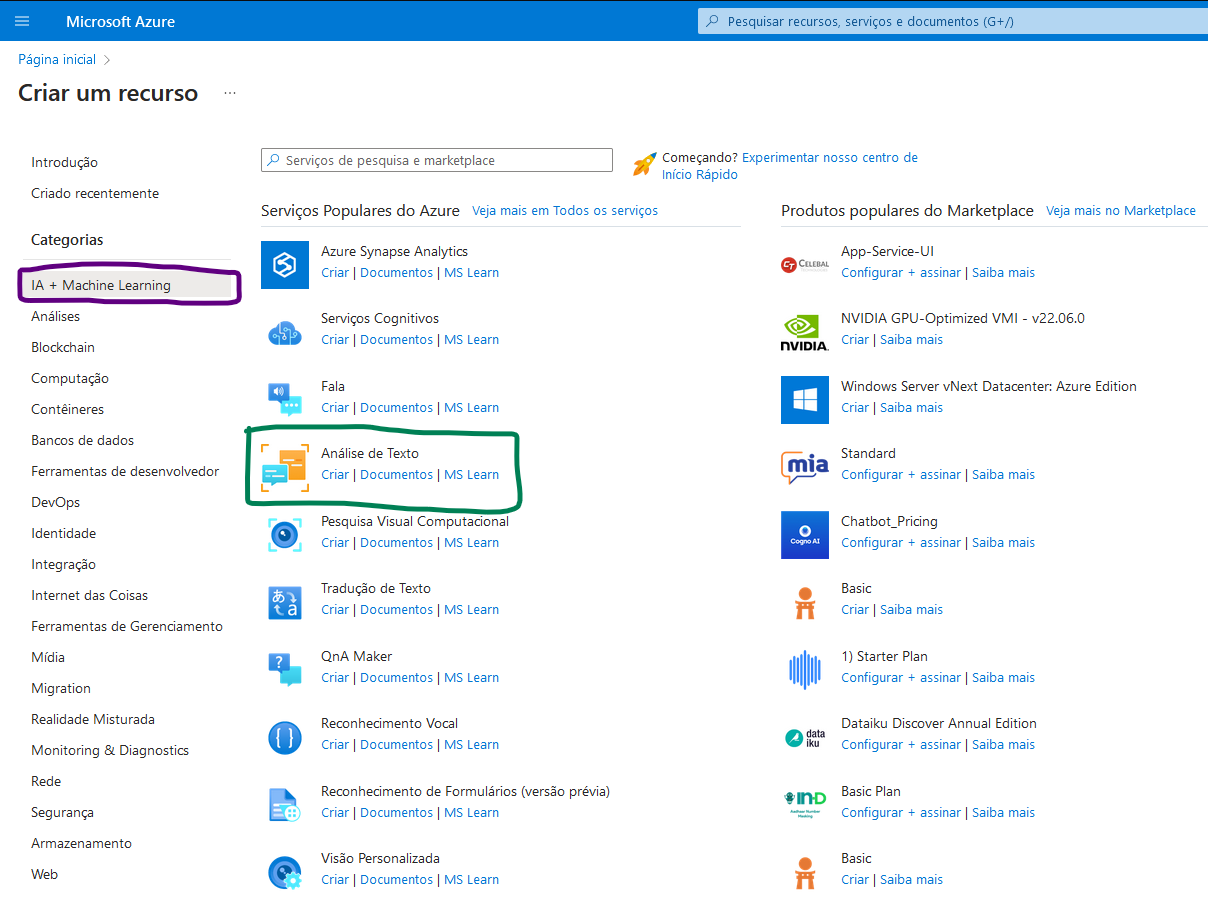 Microsoft Azure
Pesquisar recursos, serviços e documentos (G+/)
Página inicial
Criar um recurso
Introdução
Criado recentemente
Categorias
IA + Machine Learning
Análises
Blockchain
Computação
Contêineres
Bancos de dados
Ferramentas de desenvolvedor
DevOps
Identidade
Integração
Internet das Coisas
Ferramentas de Gerenciamento
Mídia
Migration
Realidade Misturada
Monitoring & Diagnostics
Rede
Segurança
Armazenamento
Web
Serviços de pesquisa e marketplace
Começando? Experimentar nosso centro de
Início Rápido
Serviços Populares do Azure Veja mais em Todos os serviços
Azure Synapse Analytics
Criar | Documentos | MS Learn
Serviços Cognitivos
Criar | Documentos | MS Learn
Fala
Criar | Documentos | MS Learn
Análise de Texto
Criar | Documentos | MS Learn
Pesquisa Visual Computacional
Criar | Documentos | MS Learn
Tradução de Texto
Criar | Documentos | MS Learn
QnA Maker
Criar | Documentos | MS Learn
Reconhecimento Vocal
Criar | Documentos | MS Learn
Reconhecimento de Formulários (versão prévia)
Criar | Documentos | MS Learn
Visão Personalizada
Criar | Documentos | MS Learn
Produtos populares do Marketplace Veja mais no Marketplace
CELEBAL
App-Service-UI
Configurar + assinar | Saiba mais
NVIDIA.
NVIDIA GPU-Optimized VMI - v22.06.0
Criar | Saiba mais
Windows Server vNext Datacenter: Azure Edition
Criar | Saiba mais
mia
Standard
Configurar + assinar | Saiba mais
Cogno AI
Chatbot_Pricing
Configurar + assinar | Saiba mais
Basic
Criar | Saiba mais
1) Starter Plan
Configurar + assinar | Saiba mais
data
iku
Dataiku Discover Annual Edition
Configurar + assinar | Saiba mais
IND
Aadhaar Number
Masking
Basic Plan
Configurar + assinar | Saiba mais
Basic
Criar | Saiba mais